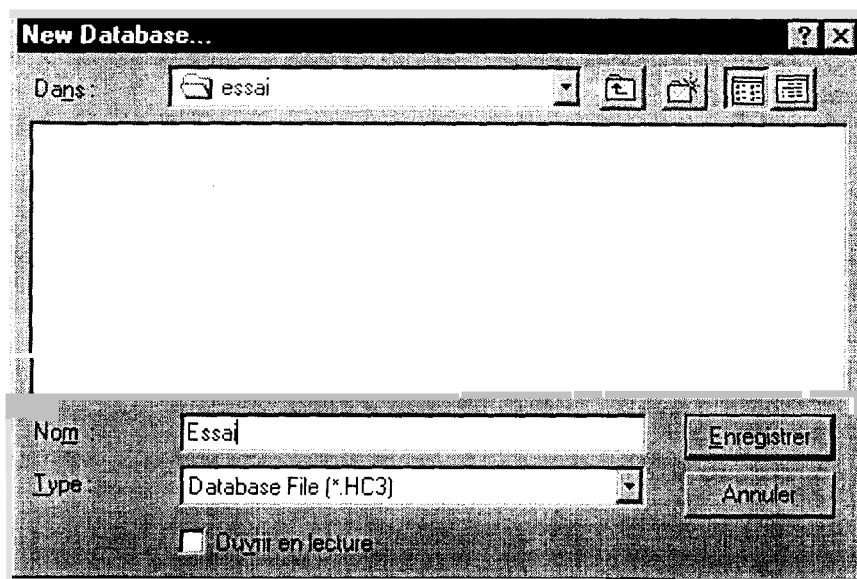 New Database...
Dans :
essai
Nom :
Essai
Enregistrer
Type :
Database File (*.HC3)
Annuler
Ouvrir en lecture